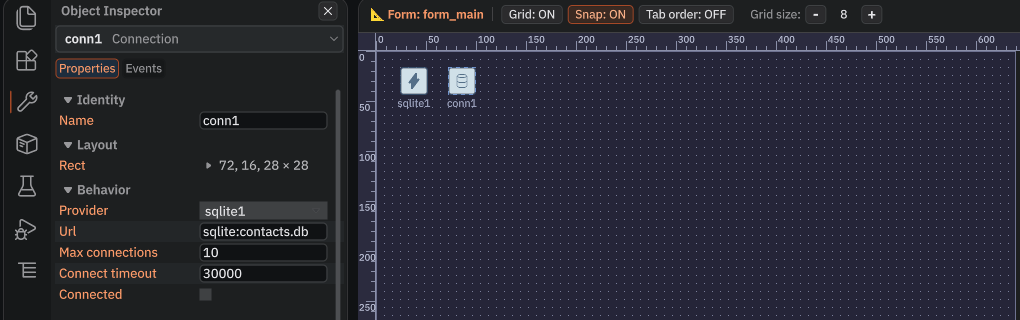 Object Inspector
conn1 Connection
Properties Events
Identity
Name conn1
Layout
Rect 72, 16, 28 × 28
Behavior
Provider sqlite1
Url sqlite:contacts.db
Max connections 10
Connect timeout 30000
Connected
Form: form_main Grid: ON Snap: ON Tab order: OFF Grid size: - 8 +
0 50 100 150 200 250 300 350 400 450 500 550 600
0
50
100
150
200
250
sqlite1 conn1